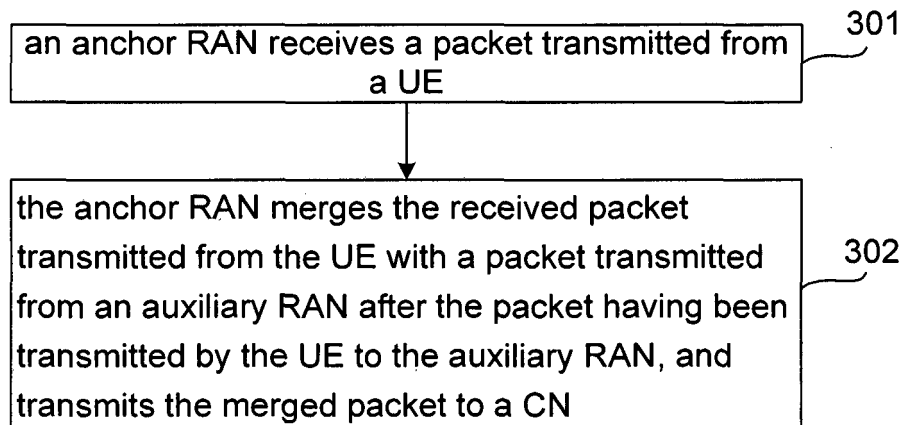 an anchor RAN receives a packet transmitted from
a UE
301
the anchor RAN merges the received packet
transmitted from the UE with a packet transmitted
from an auxiliary RAN after the packet having been
transmitted by the UE to the auxiliary RAN, and
transmits the merged packet to a CN
302